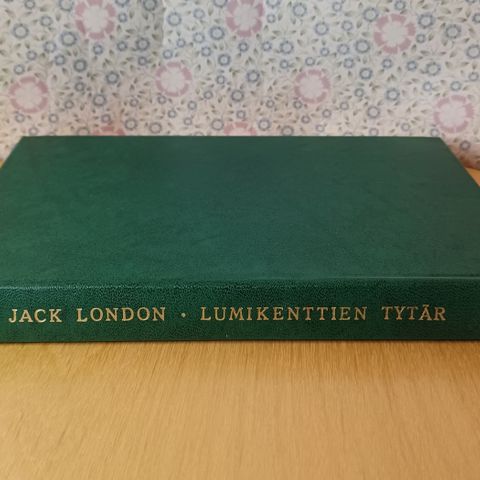 JACK LONDON • LUMIKENTTIEN TYTÄR